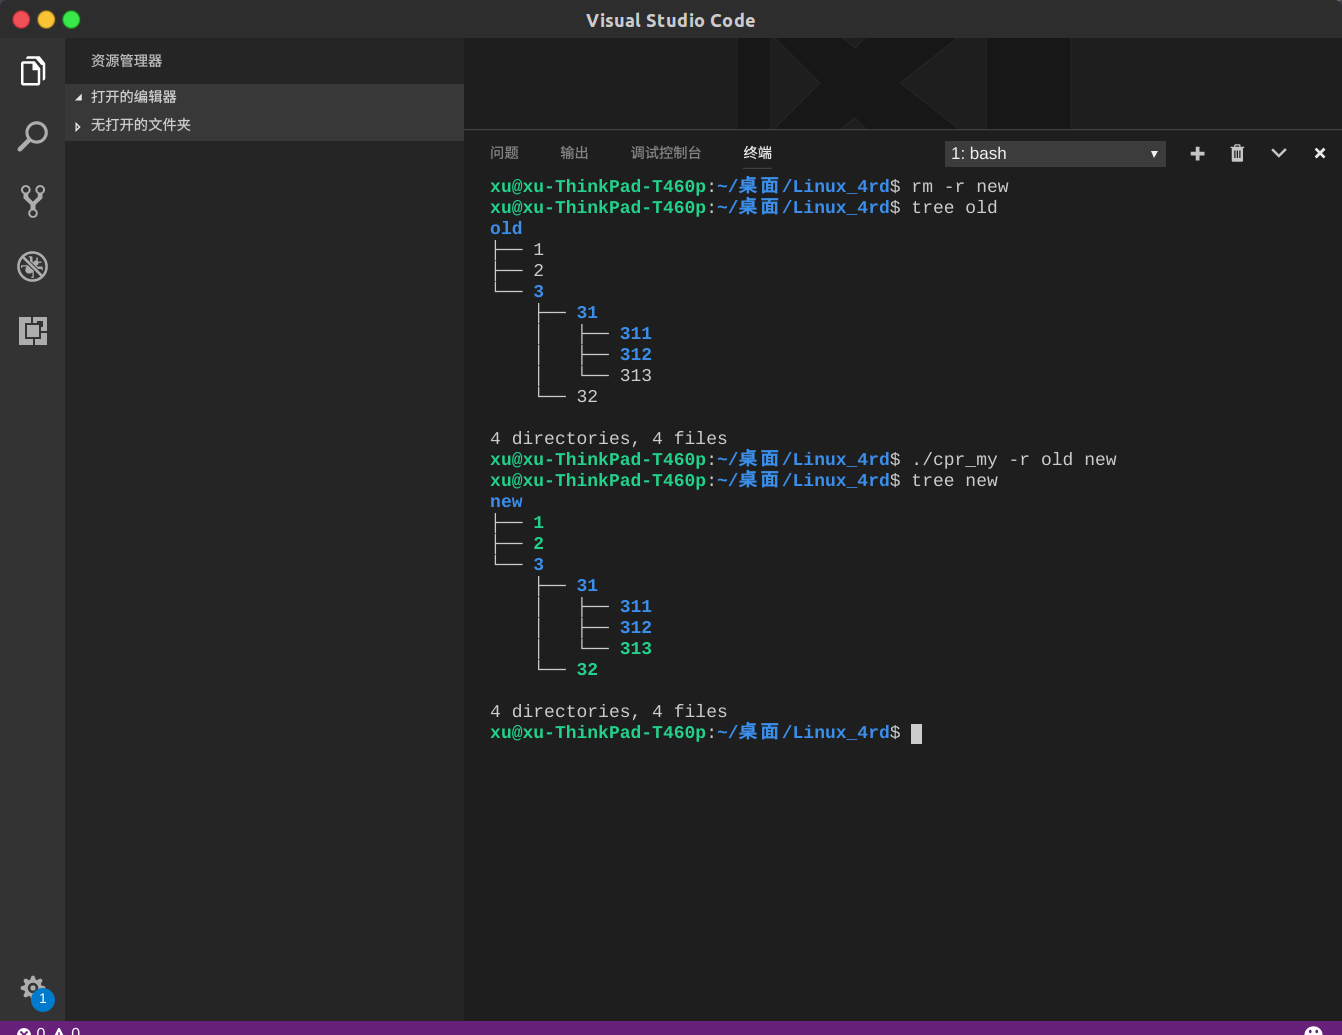 Visual Studio Code
资源管理器
打开的编辑器
无打开的文件夹
问题 输出 调试控制台 终端 1: bash
xu@xu-ThinkPad-T460p:~/桌面/Linux_4rd$ rm -r new
xu@xu-ThinkPad-T460p:~/桌面/Linux_4rd$ tree old
old
├── 1
├── 2
└── 3
    ├── 31
    │   ├── 311
    │   ├── 312
    │   └── 313
    └── 32
4 directories, 4 files
xu@xu-ThinkPad-T460p:~/桌面/Linux_4rd$ ./cpr_my -r old new
xu@xu-ThinkPad-T460p:~/桌面/Linux_4rd$ tree new
new
├── 1
├── 2
└── 3
    ├── 31
    │   ├── 311
    │   ├── 312
    │   └── 313
    └── 32
4 directories, 4 files
xu@xu-ThinkPad-T460p:~/桌面/Linux_4rd$
1
0 0